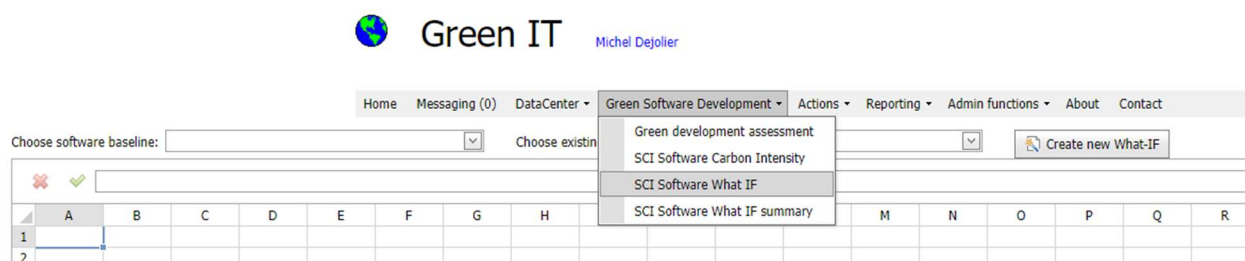 Green IT Michel Dejolier
Home Messaging (0) DataCenter Green Software Development Actions Reporting Admin functions About Contact
Choose software baseline: Choose existin Create new What-IF
Green development assessment
SCI Software Carbon Intensity
SCI Software What IF
SCI Software What IF summary
A B C D E F G H M N O P Q R
1
2